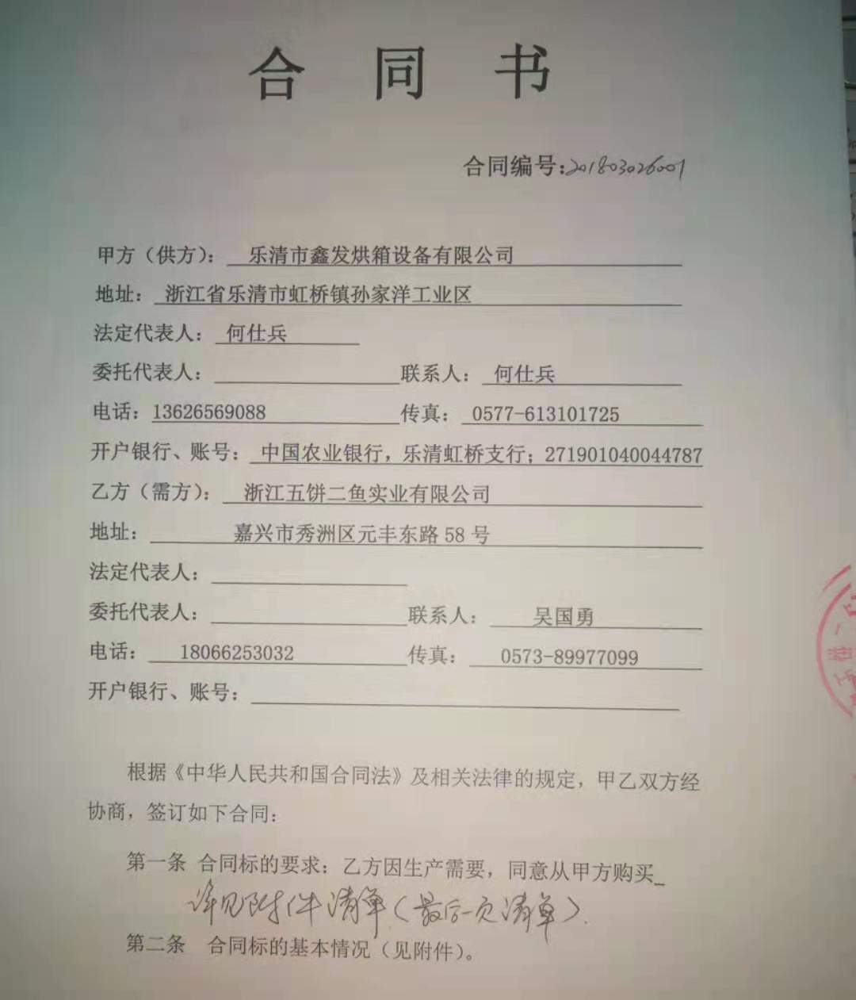 合同书
合同编号:201803026001
甲方（供方）： 乐清市鑫发烘箱设备有限公司
地址： 浙江省乐清市虹桥镇孙家洋工业区
法定代表人： 何仕兵
委托代表人： 联系人： 何仕兵
电话：13626569088 传真： 0577-613101725
开户银行、账号： 中国农业银行，乐清虹桥支行；271901040044787
乙方（需方）： 浙江五饼二鱼实业有限公司
地址： 嘉兴市秀洲区元丰东路 58 号
法定代表人：
委托代表人： 联系人： 吴国勇
电话： 18066253032 传真： 0573-89977099
开户银行、账号：
根据《中华人民共和国合同法》及相关法律的规定，甲乙双方经
协商，签订如下合同：
第一条 合同标的要求：乙方因生产需要，同意从甲方购买
详见附件清单（最后一页清单）.
第二条 合同标的基本情况（见附件）。